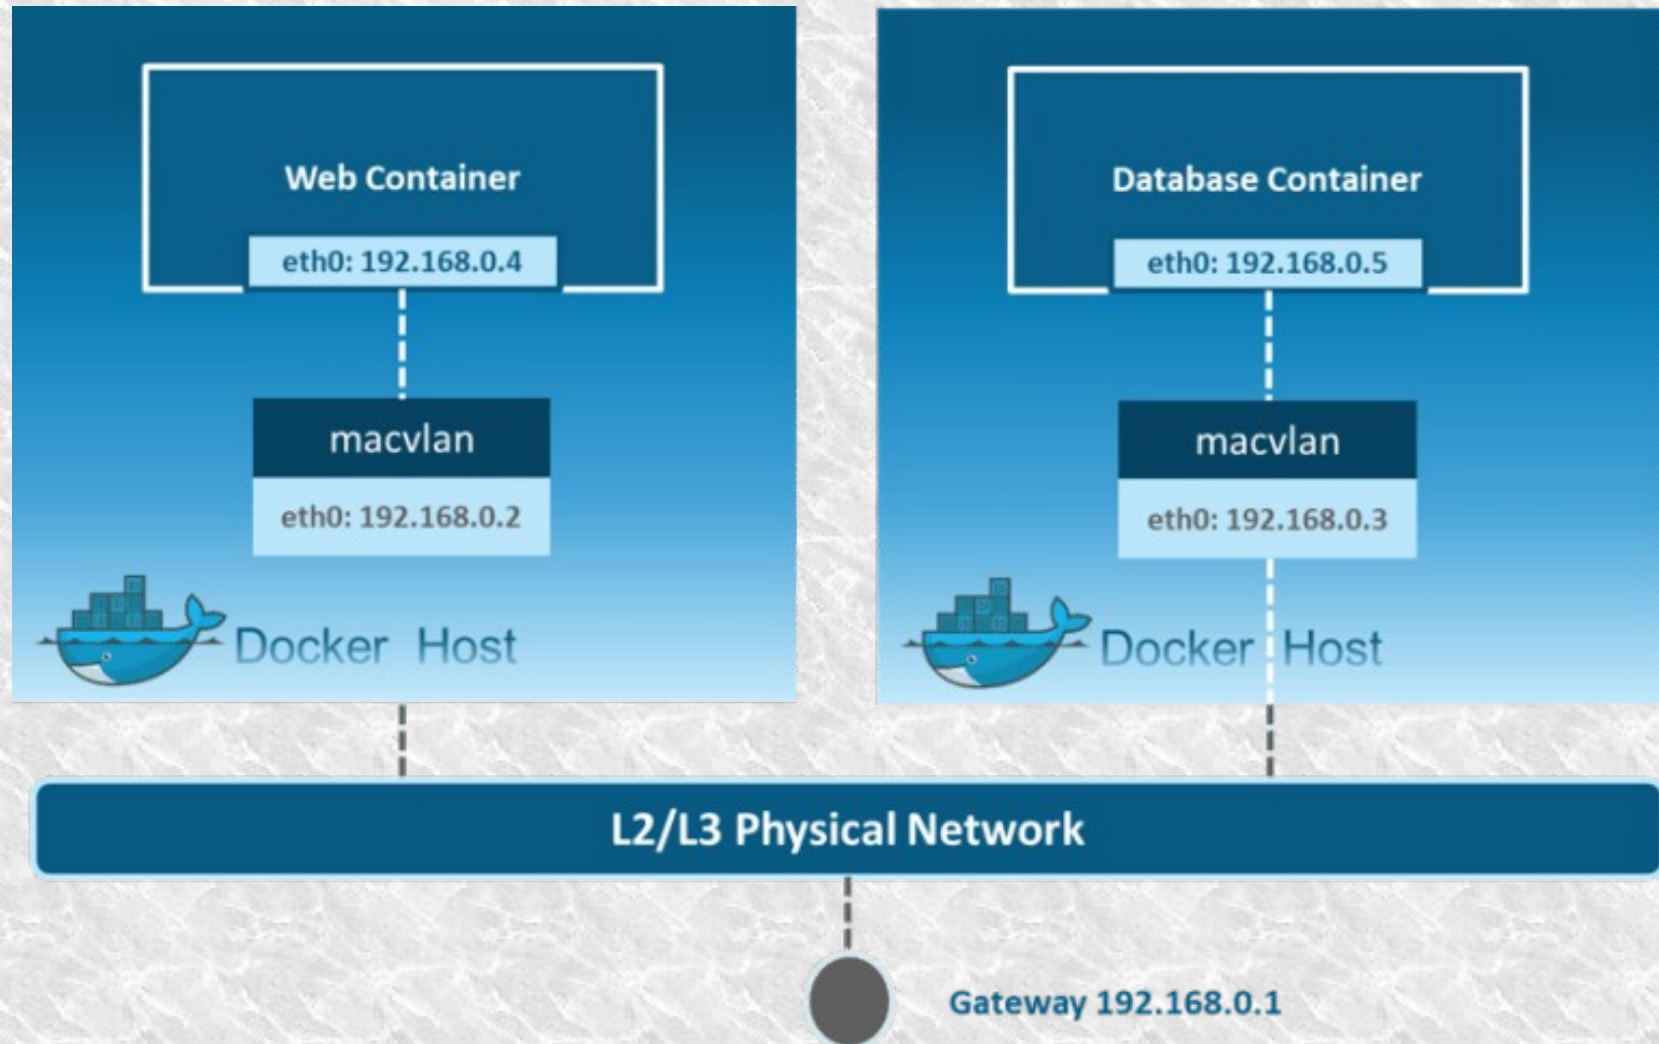 Web Container
eth0: 192.168.0.4
macvlan
eth0: 192.168.0.2
Docker Host
Database Container
eth0: 192.168.0.5
macvlan
eth0: 192.168.0.3
Docker Host
L2/L3 Physical Network
Gateway 192.168.0.1